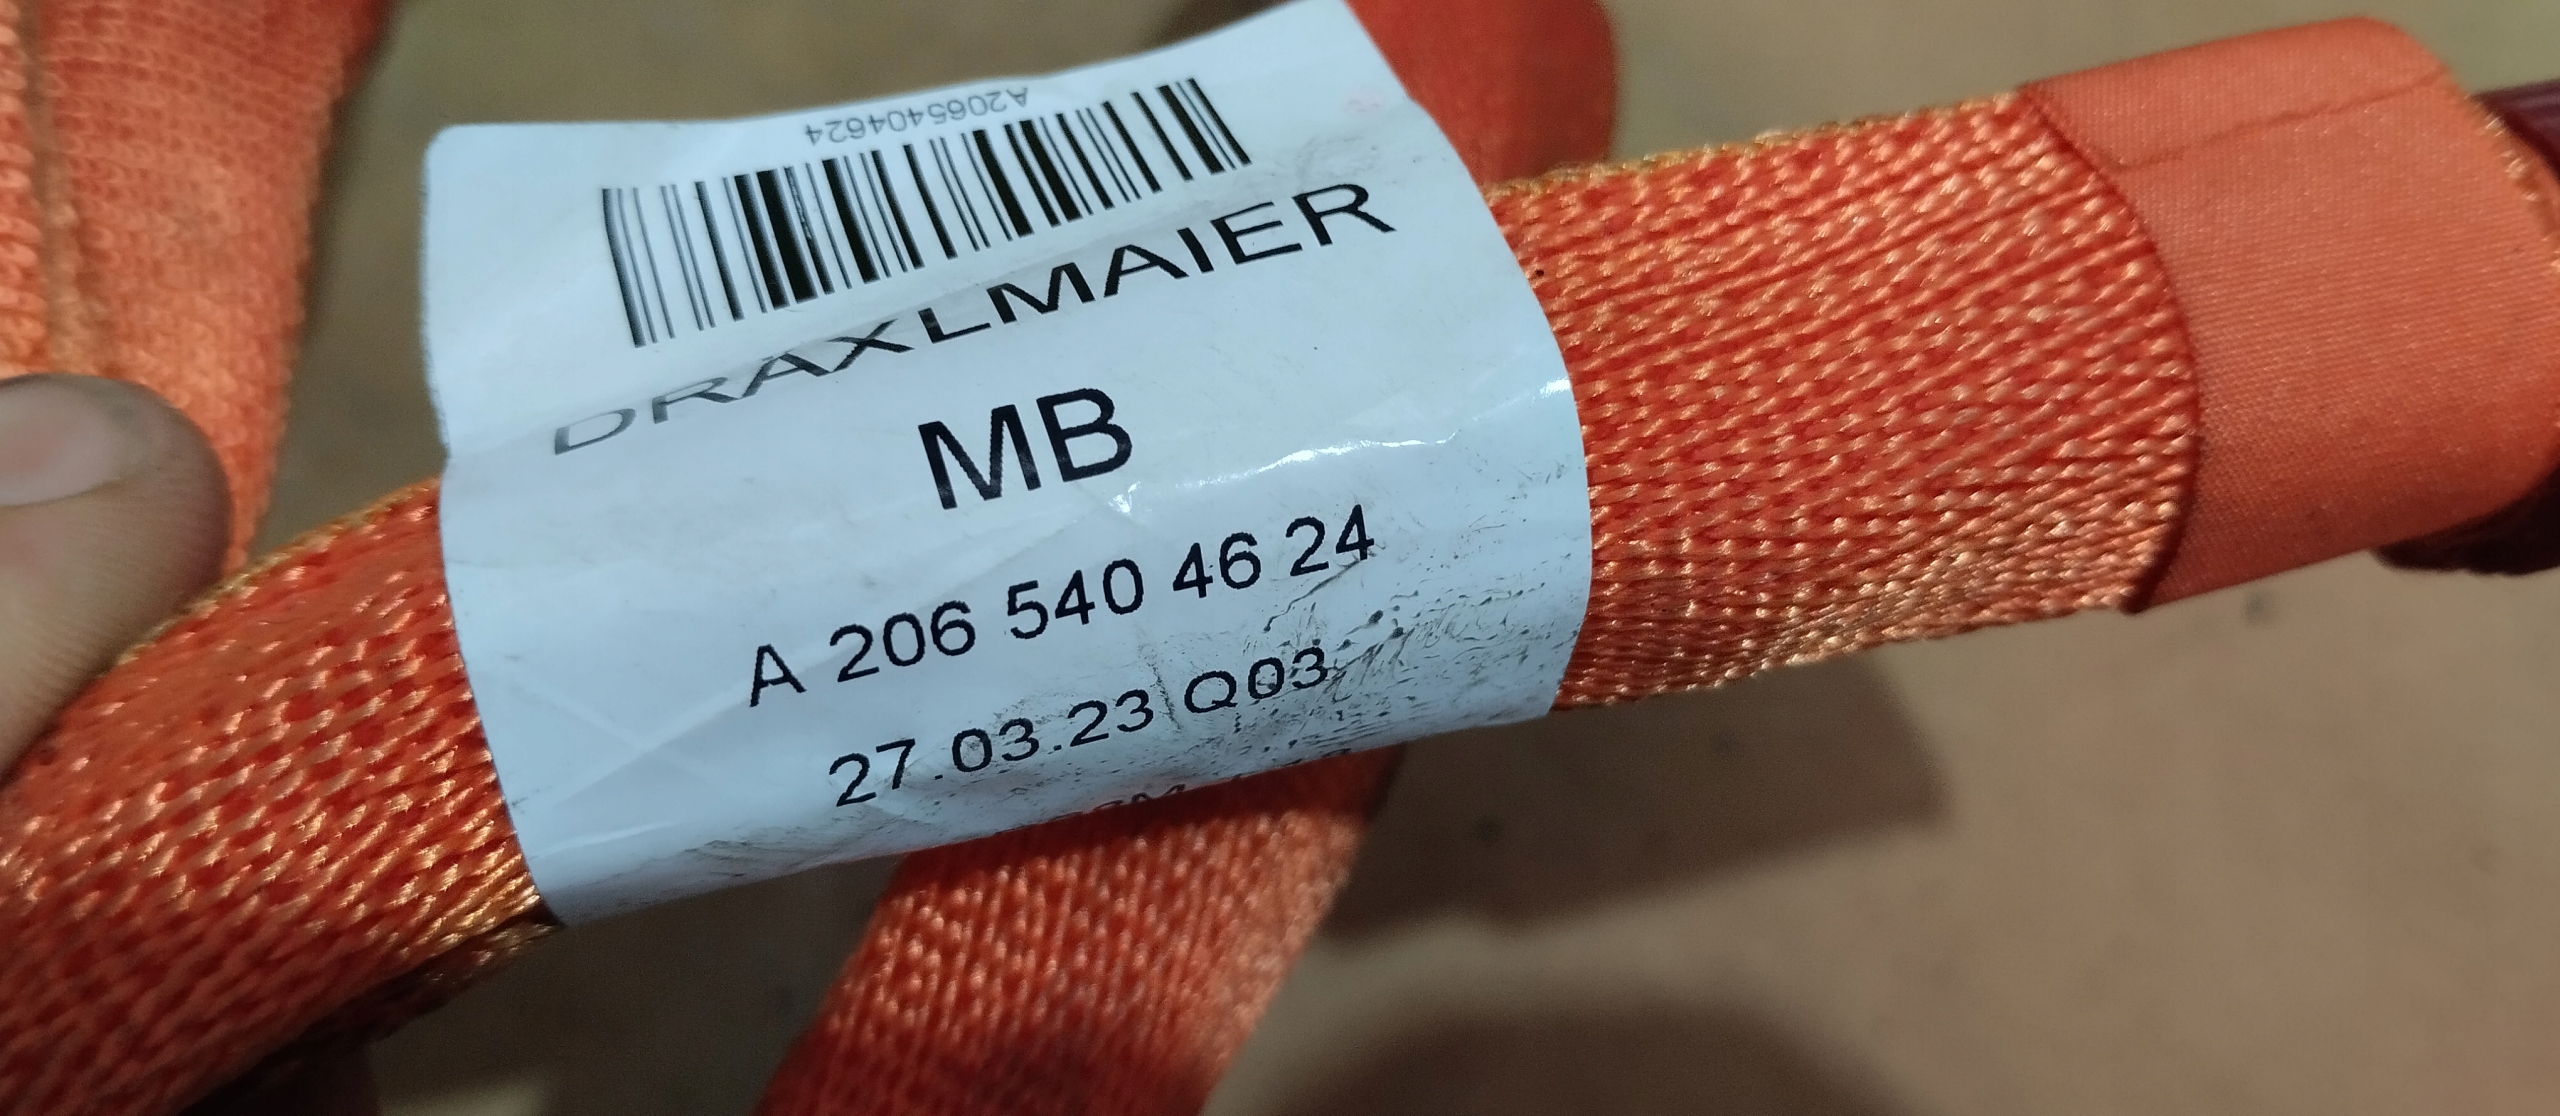 A2065404624
DRAXLMAIER
MB
A 206 540 46 24
27.03.23 Q03